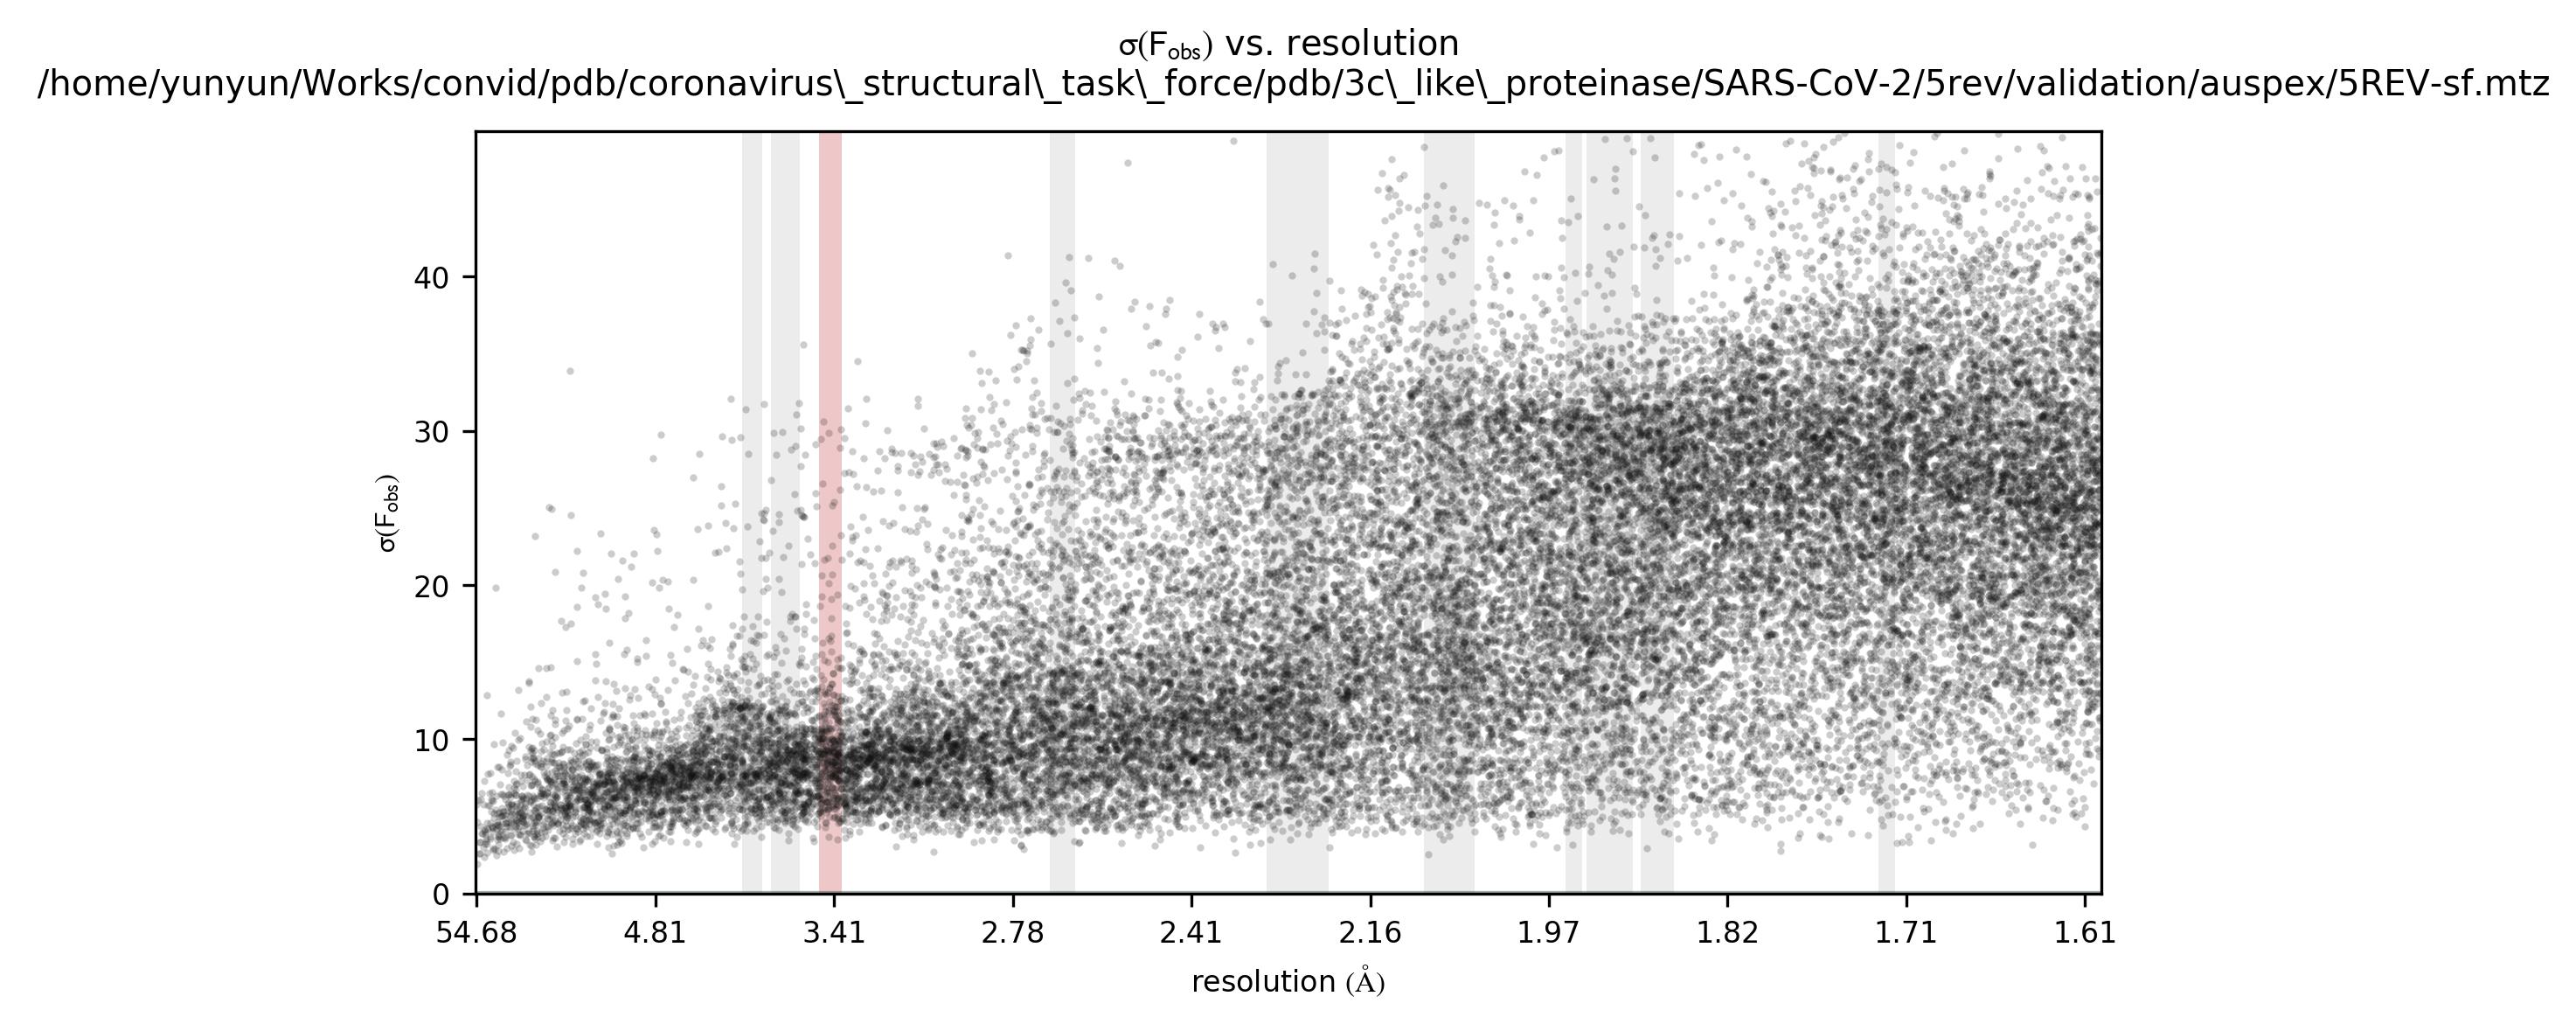 σ(Fobs) vs. resolution
/home/yunyun/Works/convid/pdb/coronavirus\_structural\_task\_force/pdb/3c\_like\_proteinase/SARS-CoV-2/5rev/validation/auspex/5REV-sf.mtz
40
30
20
10
0
σ(Fobs)
54.68 4.81 3.41 2.78 2.41 2.16 1.97 1.82 1.71 1.61
resolution (Å)